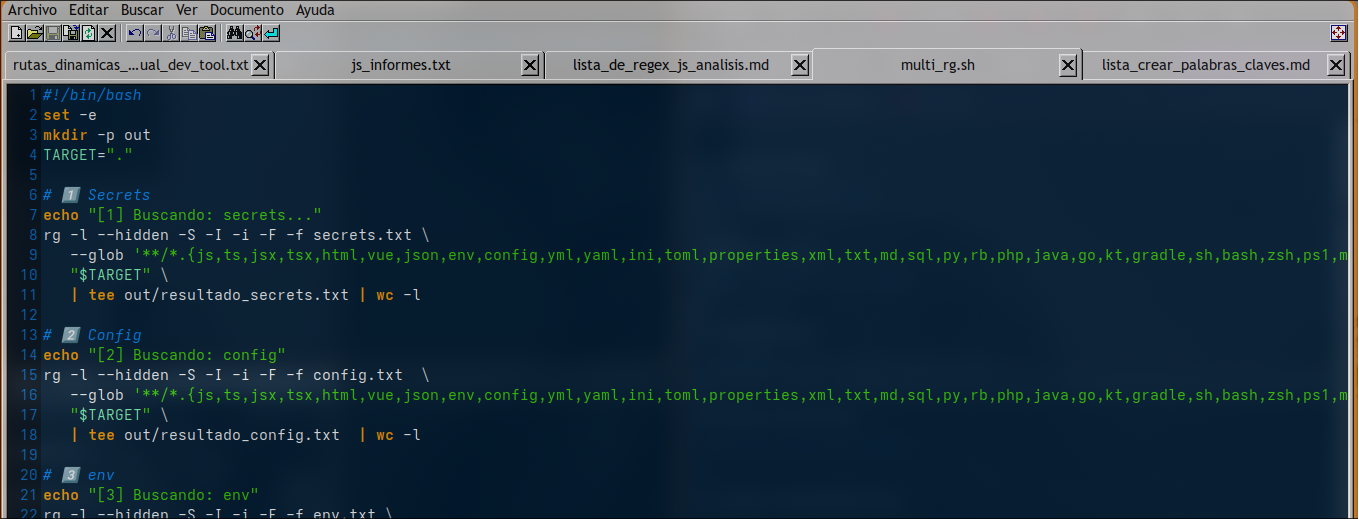 Archivo Editar Buscar Ver Documento Ayuda
rutas_dinamicas_...ual_dev_tool.txt js_informes.txt lista_de_regex_js_analisis.md multi_rg.sh lista_crear_palabras_claves.md
1 #!/bin/bash
2 set -e
3 mkdir -p out
4 TARGET="."
5
6 # 1️⃣ Secrets
7 echo "[1] Buscando: secrets..."
8 rg -l --hidden -S -I -i -F -f secrets.txt \
9 --glob '**/*.{js,ts,jsx,tsx,html,vue,json,env,config,yml,yaml,ini,toml,properties,xml,txt,md,sql,py,rb,php,java,go,kt,gradle,sh,bash,zsh,ps1,m
10 "$TARGET" \
11 | tee out/resultado_secrets.txt | wc -l
12
13 # 2️⃣ Config
14 echo "[2] Buscando: config"
15 rg -l --hidden -S -I -i -F -f config.txt \
16 --glob '**/*.{js,ts,jsx,tsx,html,vue,json,env,config,yml,yaml,ini,toml,properties,xml,txt,md,sql,py,rb,php,java,go,kt,gradle,sh,bash,zsh,ps1,m
17 "$TARGET" \
18 | tee out/resultado_config.txt | wc -l
19
20 # 3️⃣ env
21 echo "[3] Buscando: env"
22 rg -l --hidden -S -I -i -F -f env.txt \